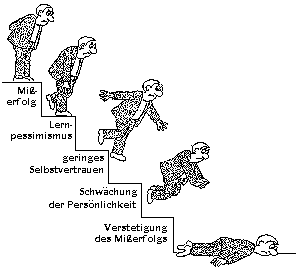 Miß-
erfolg
Lern-
pessimismus
geringes
Selbstvertrauen
Schwächung
der Persönlichkeit
Verstetigung
des Mißerfolgs